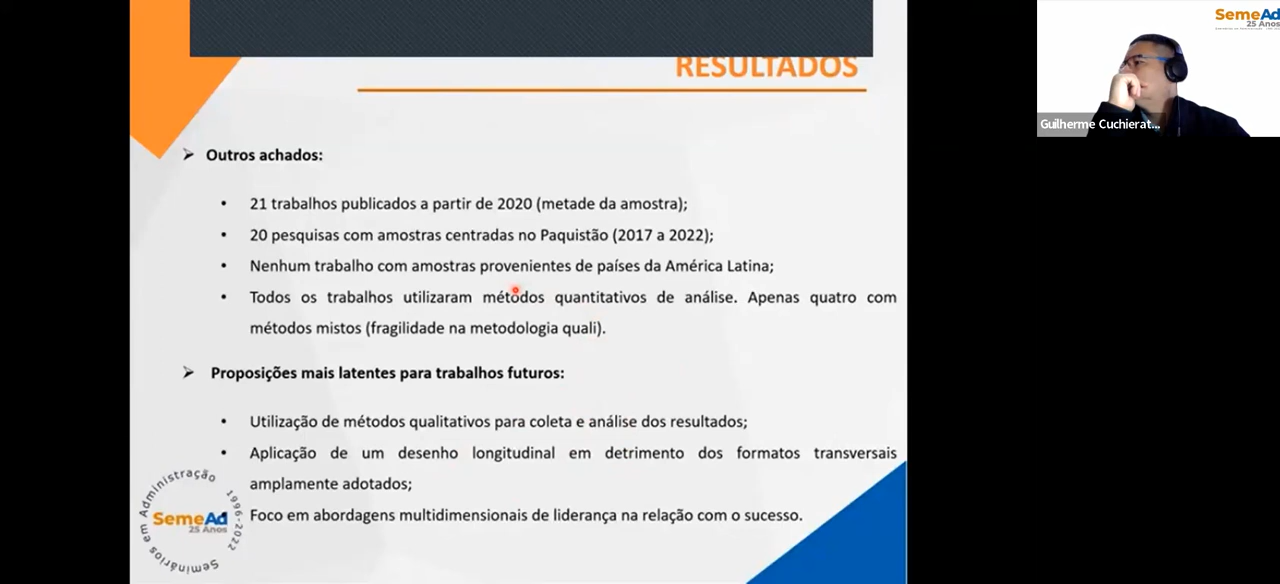 RESULTADOS
Outros achados:
21 trabalhos publicados a partir de 2020 (metade da amostra);
20 pesquisas com amostras centradas no Paquistão (2017 a 2022);
Nenhum trabalho com amostras provenientes de países da América Latina;
Todos os trabalhos utilizaram métodos quantitativos de análise. Apenas quatro com
métodos mistos (fragilidade na metodologia quali).
Proposições mais latentes para trabalhos futuros:
Utilização de métodos qualitativos para coleta e análise dos resultados;
Aplicação de um desenho longitudinal em detrimento dos formatos transversais
amplamente adotados;
Foco em abordagens multidimensionais de liderança na relação com o sucesso.
Seminários em Administração 1996-2022
SemeAd
25 Anos
SemeAd
25 Anos
Guilherme Cuchierat...